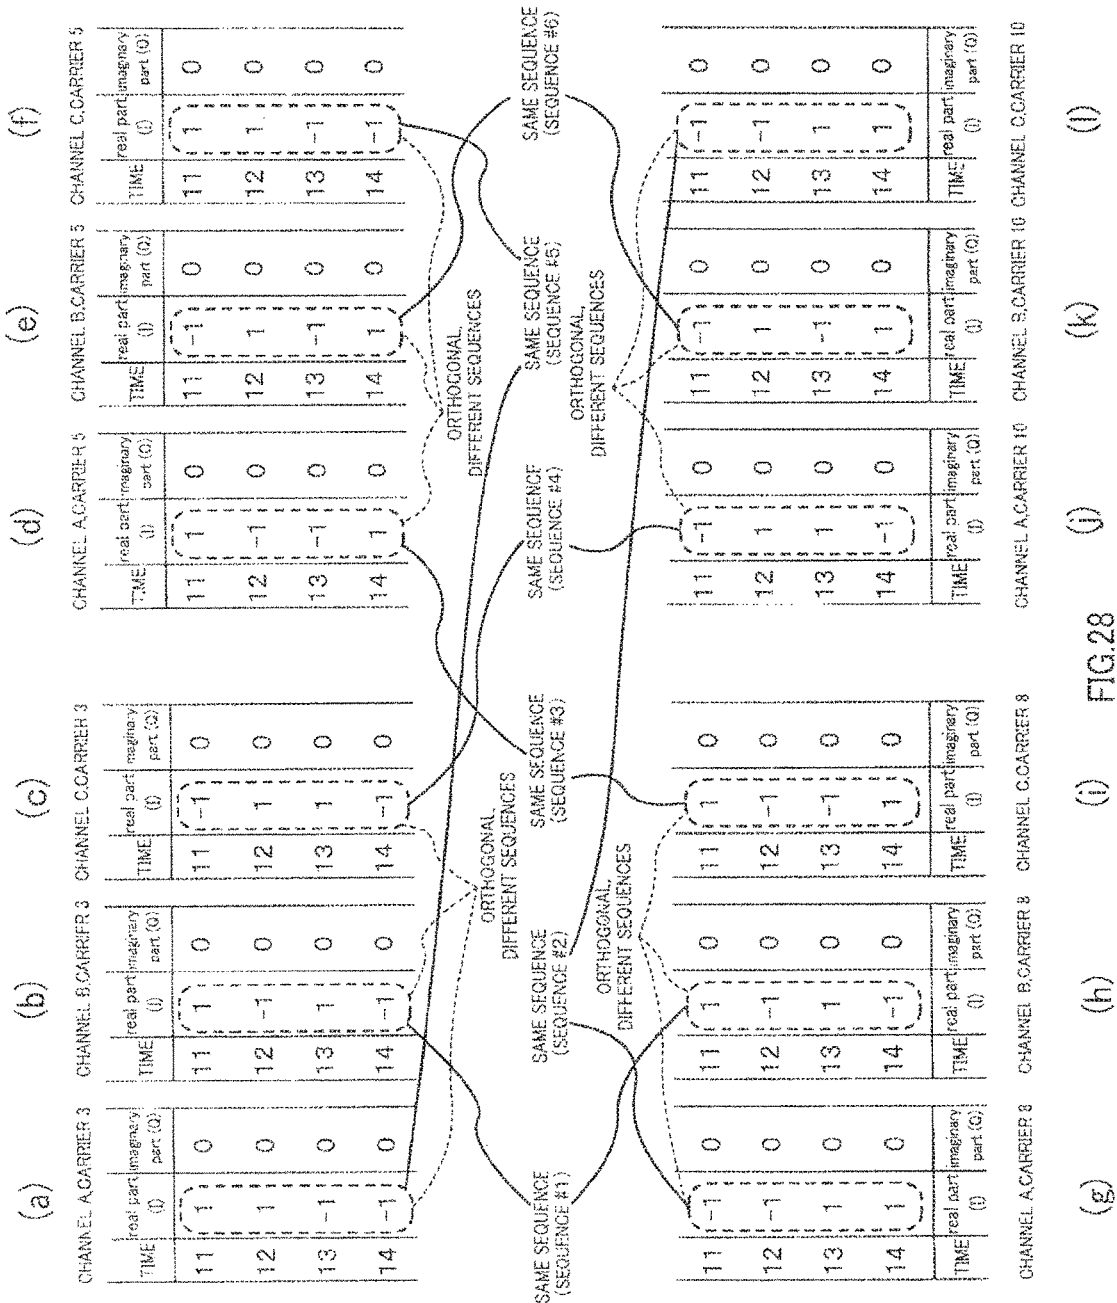 (a)
CHANNEL A,CARRIER 3
TIME real part imaginary
(I) part (Q)
11 1 0
12 1 0
13 -1 0
14 -1 0
(b)
CHANNEL B,CARRIER 3
TIME real part imaginary
(I) part (Q)
11 1 0
12 -1 0
13 1 0
14 -1 0
(c)
CHANNEL C,CARRIER 3
TIME real part imaginary
(I) part (Q)
11 -1 0
12 1 0
13 1 0
14 -1 0
(d)
CHANNEL A,CARRIER 5
TIME real part imaginary
(I) part (Q)
11 1 0
12 -1 0
13 -1 0
14 1 0
(e)
CHANNEL B,CARRIER 5
TIME real part imaginary
(I) part (Q)
11 -1 0
12 1 0
13 -1 0
14 1 0
(f)
CHANNEL C,CARRIER 5
TIME real part imaginary
(I) part (Q)
11 1 0
12 1 0
13 -1 0
14 -1 0
ORTHOGONAL,
DIFFERENT SEQUENCES
ORTHOGONAL,
DIFFERENT SEQUENCES
SAME SEQUENCE
(SEQUENCE #1)
SAME SEQUENCE
(SEQUENCE #2)
SAME SEQUENCE
(SEQUENCE #3)
SAME SEQUENCE
(SEQUENCE #4)
SAME SEQUENCE
(SEQUENCE #5)
SAME SEQUENCE
(SEQUENCE #6)
ORTHOGONAL,
DIFFERENT SEQUENCES
ORTHOGONAL,
DIFFERENT SEQUENCES
11 -1 0
12 -1 0
13 1 0
14 1 0
TIME real part imaginary
(I) part (Q)
CHANNEL A,CARRIER 8
(g)
11 1 0
12 -1 0
13 1 0
14 -1 0
TIME real part imaginary
(I) part (Q)
CHANNEL B,CARRIER 8
(h)
11 1 0
12 -1 0
13 -1 0
14 1 0
TIME real part imaginary
(I) part (Q)
CHANNEL C,CARRIER 8
(i)
11 -1 0
12 1 0
13 1 0
14 -1 0
TIME real part imaginary
(I) part (Q)
CHANNEL A,CARRIER 10
(j)
11 -1 0
12 1 0
13 -1 0
14 1 0
TIME real part imaginary
(I) part (Q)
CHANNEL B,CARRIER 10
(k)
11 -1 0
12 -1 0
13 1 0
14 1 0
TIME real part imaginary
(I) part (Q)
CHANNEL C,CARRIER 10
(l)
FIG.28